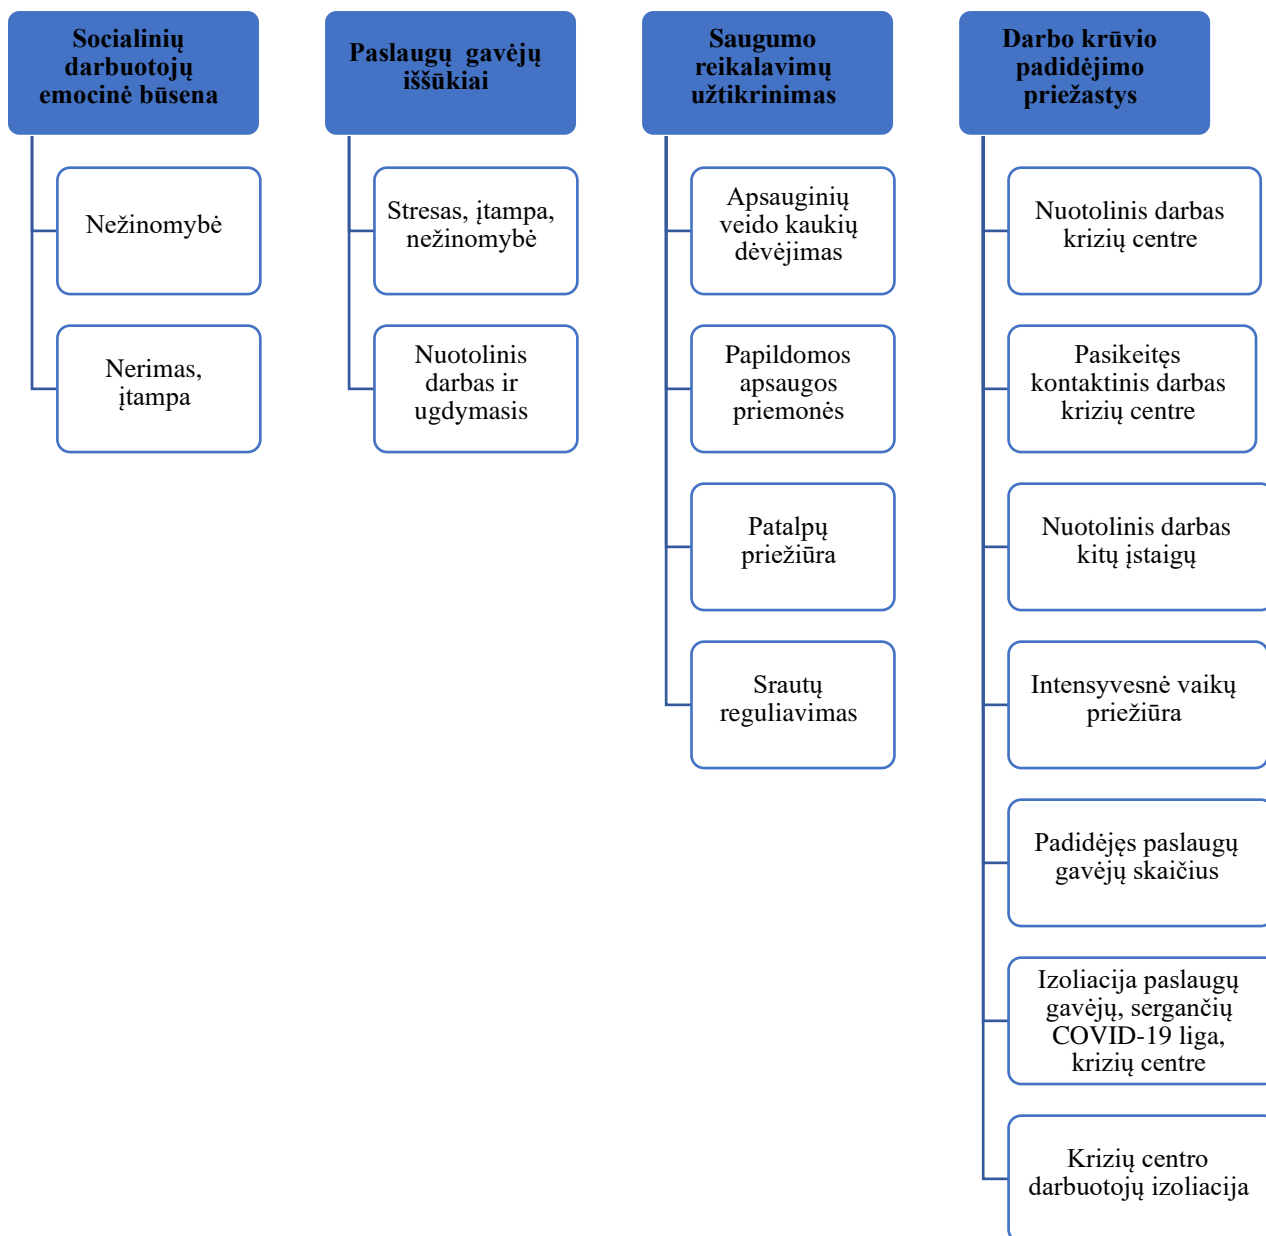 Socialinių
darbuotojų
emocinė būsena
Nežinomybė
Nerimas,
įtampa
Paslaugų gavėjų
iššūkiai
Stresas, įtampa,
nežinomybė
Nuotolinis
darbas ir
ugdymasis
Saugumo
reikalavimų
užtikrinimas
Apsauginių
veido kaukių
dėvėjimas
Papildomos
apsaugos
priemonės
Patalpų
priežiūra
Srautų
reguliavimas
Darbo krūvio
padidėjimo
priežastys
Nuotolinis darbas
krizių centre
Pasikeitęs
kontaktinis darbas
krizių centre
Nuotolinis darbas
kitų įstaigų
Intensyvesnė vaikų
priežiūra
Padidėjęs paslaugų
gavėjų skaičius
Izoliacija paslaugų
gavėjų, sergančių
COVID-19 liga,
krizių centre
Krizių centro
darbuotojų izoliacija